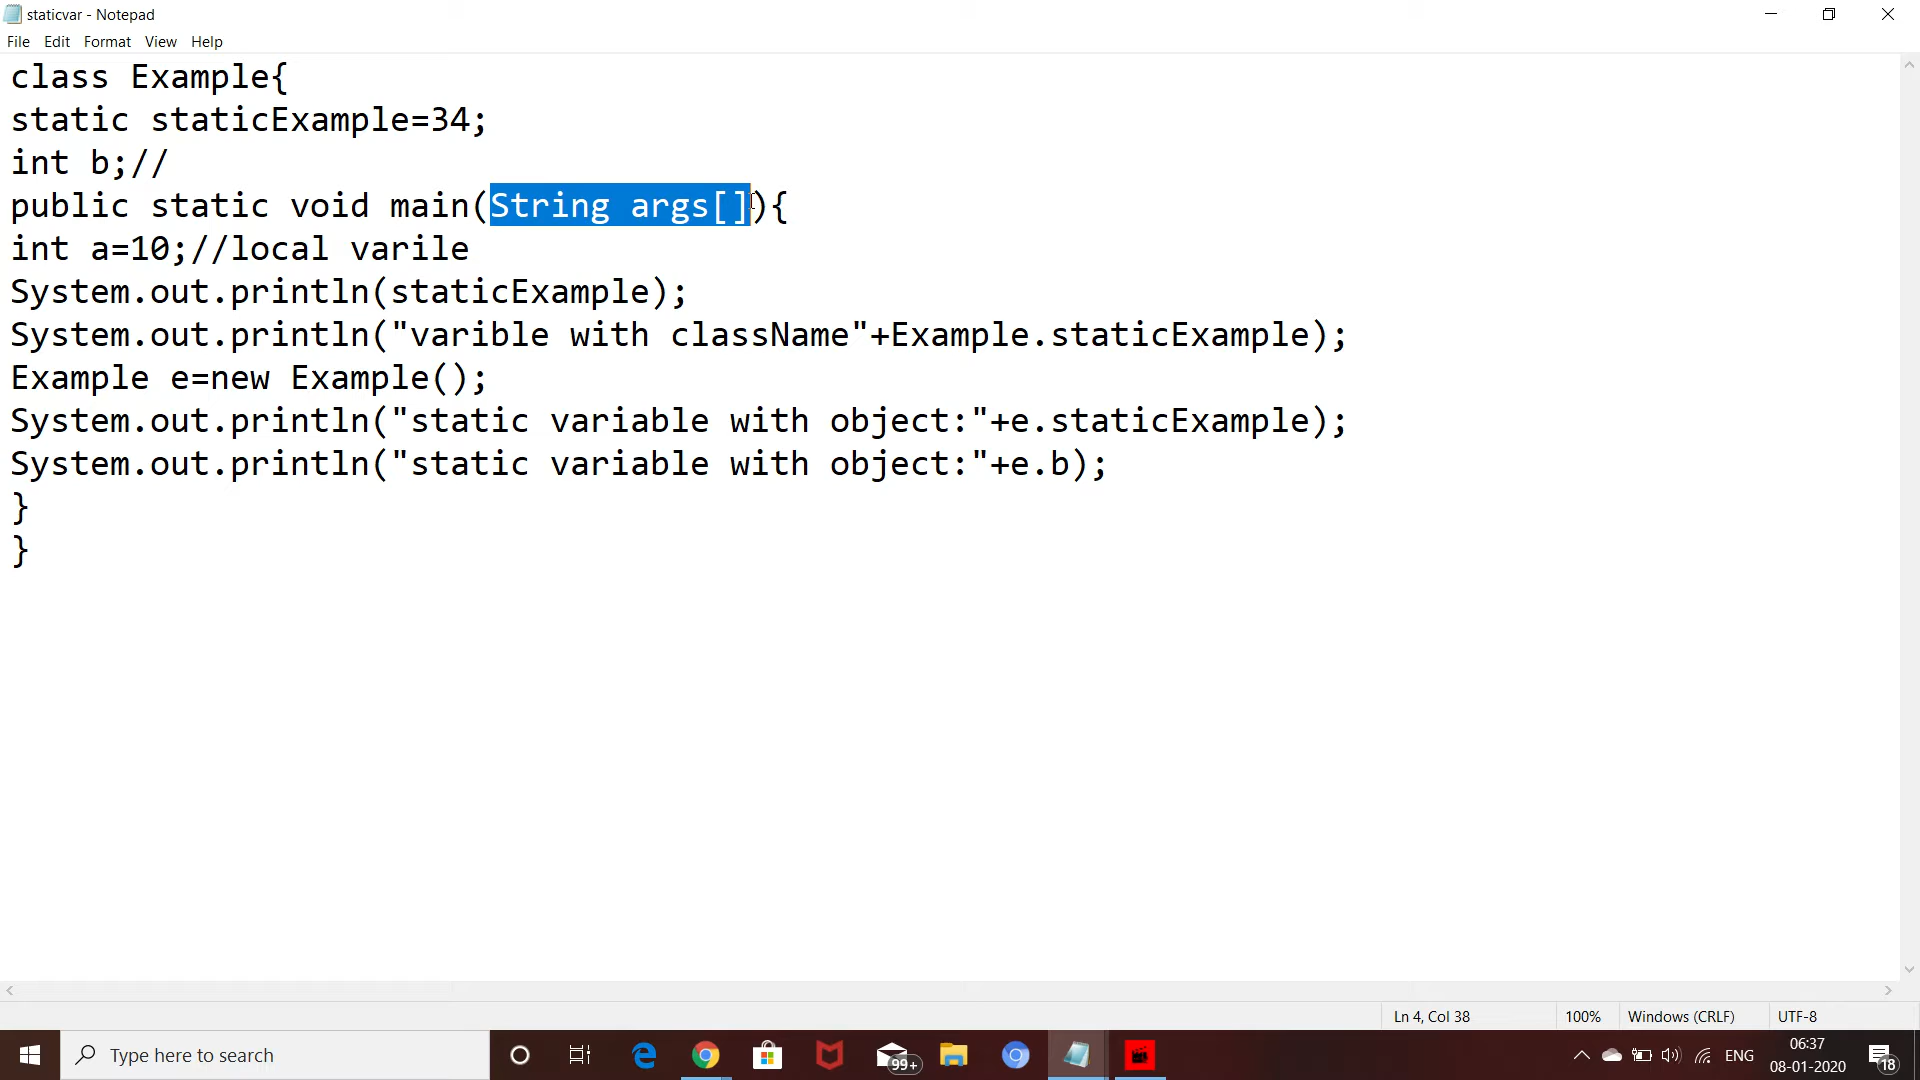 staticvar - Notepad
File Edit Format View Help
class Example{
static staticExample=34;
int b;//
public static void main(String args[]){
int a=10;//local varile
System.out.println(staticExample);
System.out.println("varible with className"+Example.staticExample);
Example e=new Example();
System.out.println("static variable with object:"+e.staticExample);
System.out.println("static variable with object:"+e.b);
}
}
Ln 4, Col 38 100% Windows (CRLF) UTF-8
Type here to search 99+ ENG 06:37
08-01-2020 18